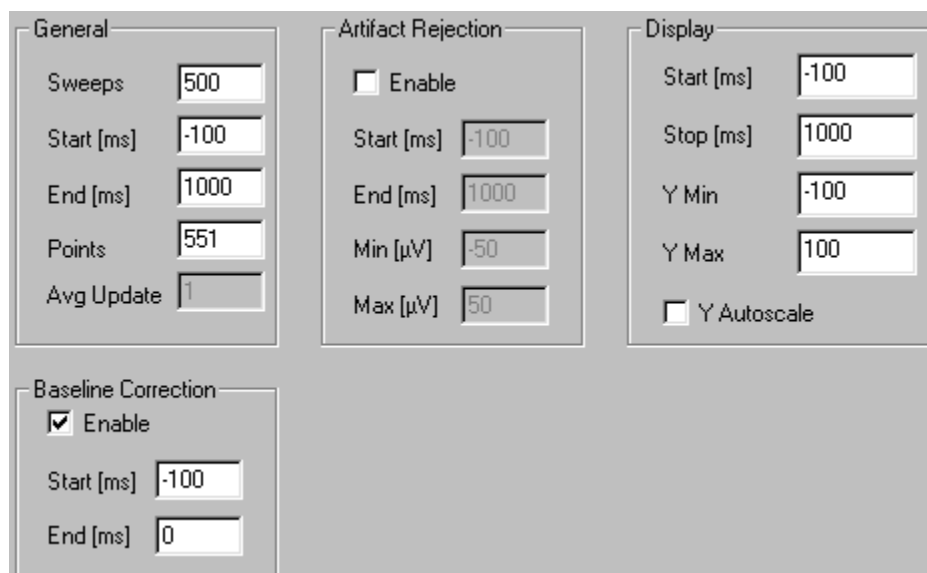 General
Sweeps 500
Start [ms] -100
End [ms] 1000
Points 551
Avg Update 1
Artifact Rejection
Enable
Start [ms] -100
End [ms] 1000
Min [µV] -50
Max [µV] 50
Display
Start [ms] -100
Stop [ms] 1000
Y Min -100
Y Max 100
Y Autoscale
Baseline Correction
Enable
Start [ms] -100
End [ms] 0